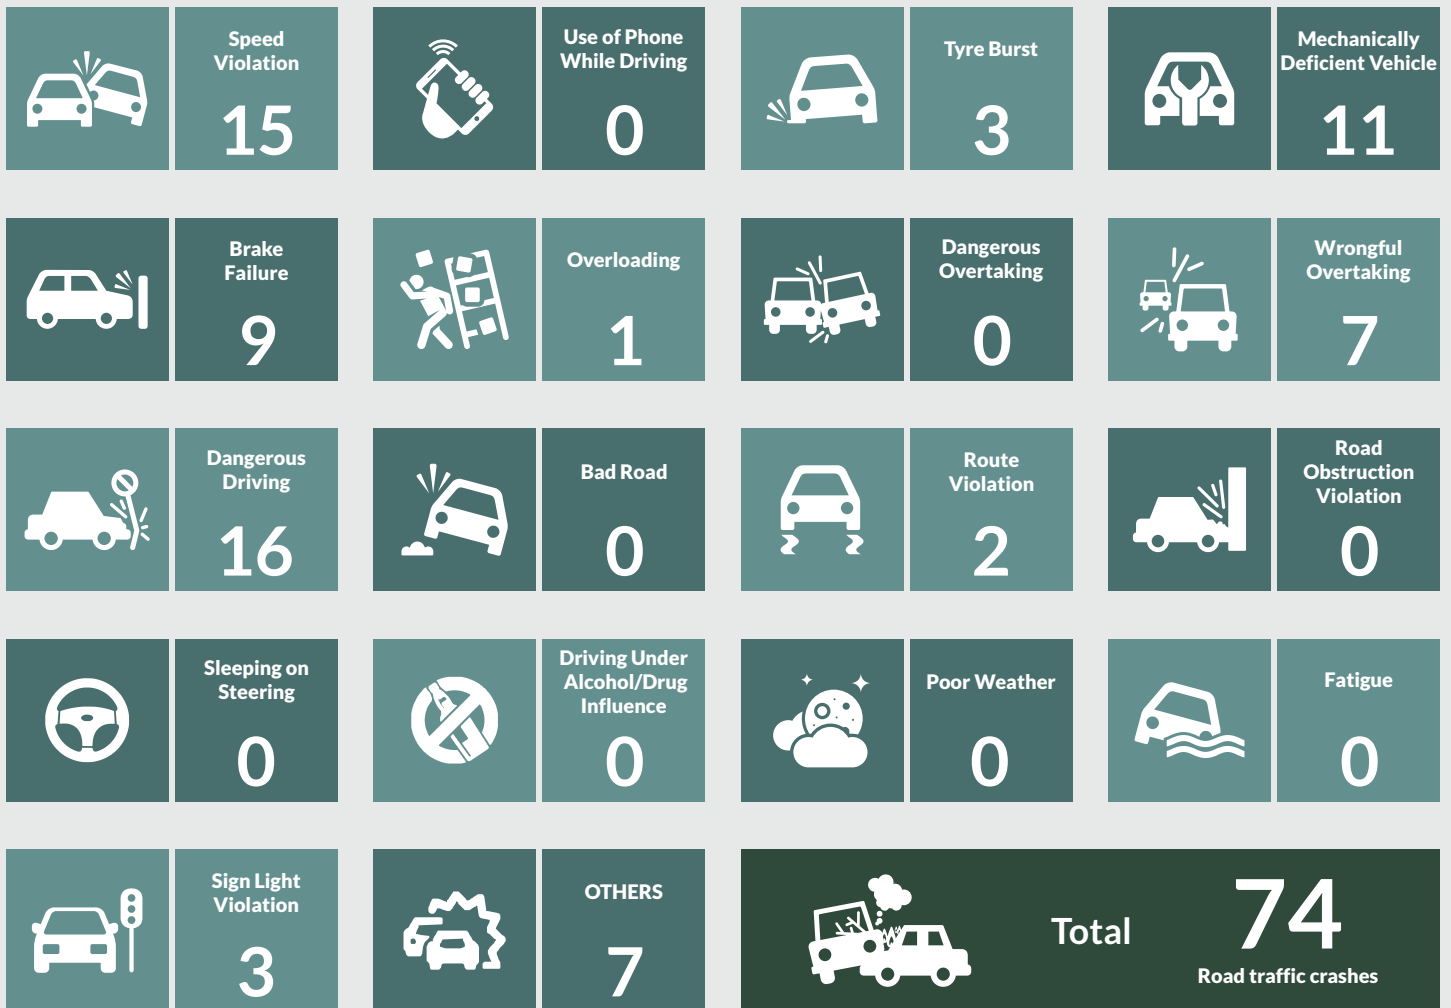 Speed
Violation
15
Use of Phone
While Driving
0
Tyre Burst
3
Mechanically
Deficient Vehicle
11
Brake
Failure
9
Overloading
1
Dangerous
Overtaking
0
Wrongful
Overtaking
7
Dangerous
Driving
16
Bad Road
0
Route
Violation
2
Road
Obstruction
Violation
0
Sleeping on
Steering
0
Driving Under
Alcohol/Drug
Influence
0
Poor Weather
0
Fatigue
0
Sign Light
Violation
3
OTHERS
7
Total
74
Road traffic crashes